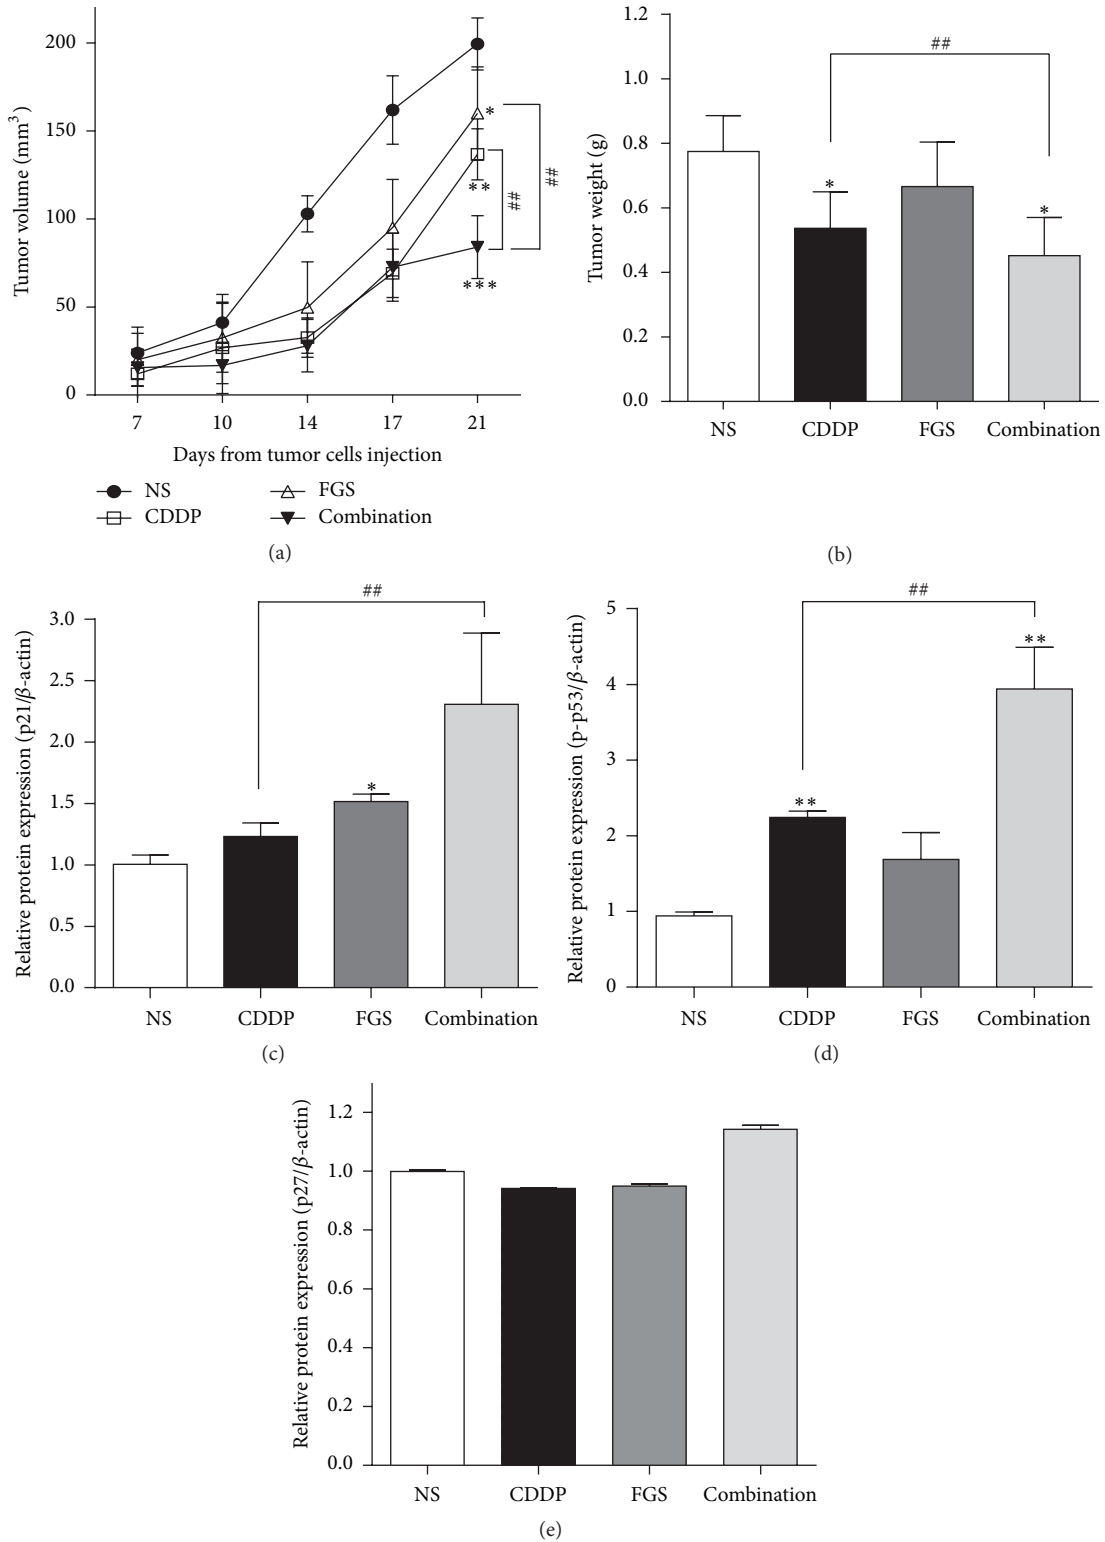 Tumor volume (mm3)
200
150
100
50
0
*
**
***
##
##
7 10 14 17 21
Days from tumor cells injection
NS FGS
CDDP Combination
(a)
Tumor weight (g)
1.2
1.0
0.8
0.6
0.4
0.2
0.0
##
*
*
NS CDDP FGS Combination
(b)
Relative protein expression (p21/β-actin)
3.0
2.5
2.0
1.5
1.0
0.5
0.0
##
*
NS CDDP FGS Combination
(c)
Relative protein expression (p-p53/β-actin)
5
4
3
2
1
0
##
**
**
NS CDDP FGS Combination
(d)
Relative protein expression (p27/β-actin)
1.2
1.0
0.8
0.6
0.4
0.2
0.0
NS CDDP FGS Combination
(e)